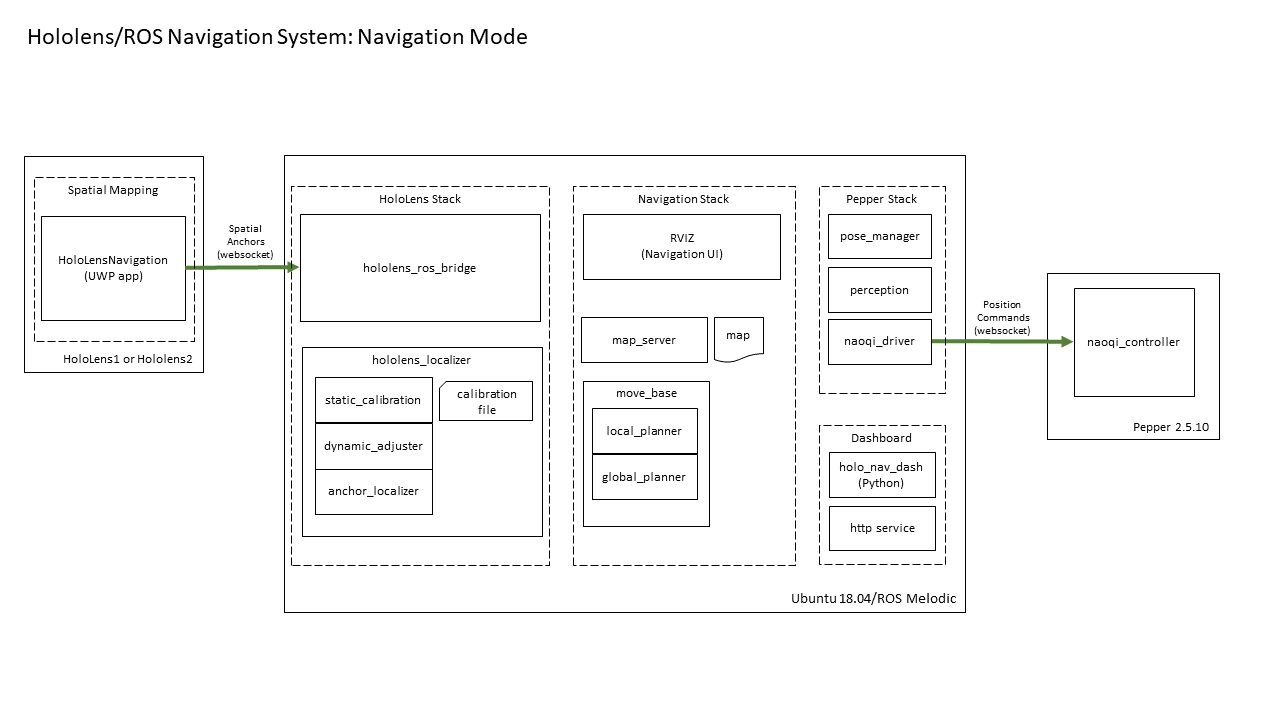 Hololens/ROS Navigation System: Navigation Mode
Spatial Mapping
HoloLensNavigation
(UWP app)
HoloLens1 or Hololens2
Spatial
Anchors
(websocket)
HoloLens Stack
hololens_ros_bridge
hololens_localizer
static_calibration
calibration
file
dynamic_adjuster
anchor_localizer
Navigation Stack
RVIZ
(Navigation UI)
map_server
map
move_base
local_planner
global_planner
Pepper Stack
pose_manager
perception
naoqi_driver
Dashboard
holo_nav_dash
(Python)
http service
Ubuntu 18.04/ROS Melodic
Position
Commands
(websocket)
naoqi_controller
Pepper 2.5.10